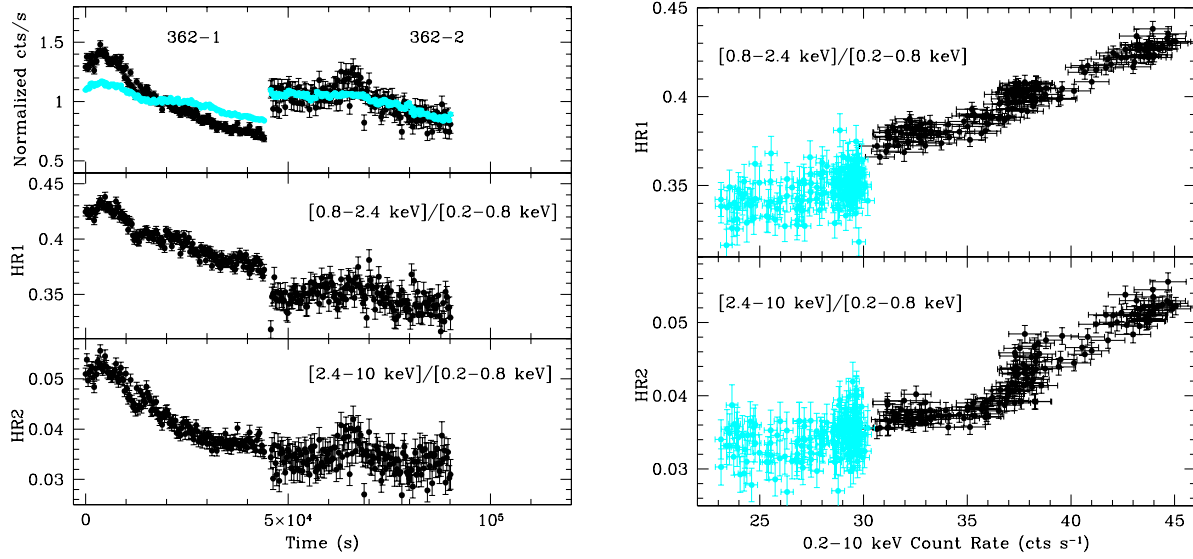 362-1
362-2
Normalized cts/s
1.5
1
0.5
[0.8-2.4 keV]/[0.2-0.8 keV]
HR1
0.45
0.4
0.35
[2.4-10 keV]/[0.2-0.8 keV]
HR2
0.05
0.04
0.03
0
5×10⁴
10⁵
Time (s)
[0.8-2.4 keV]/[0.2-0.8 keV]
HR1
0.45
0.4
0.35
[2.4-10 keV]/[0.2-0.8 keV]
HR2
0.05
0.04
0.03
25
30
35
40
45
0.2-10 keV Count Rate (cts s⁻¹)